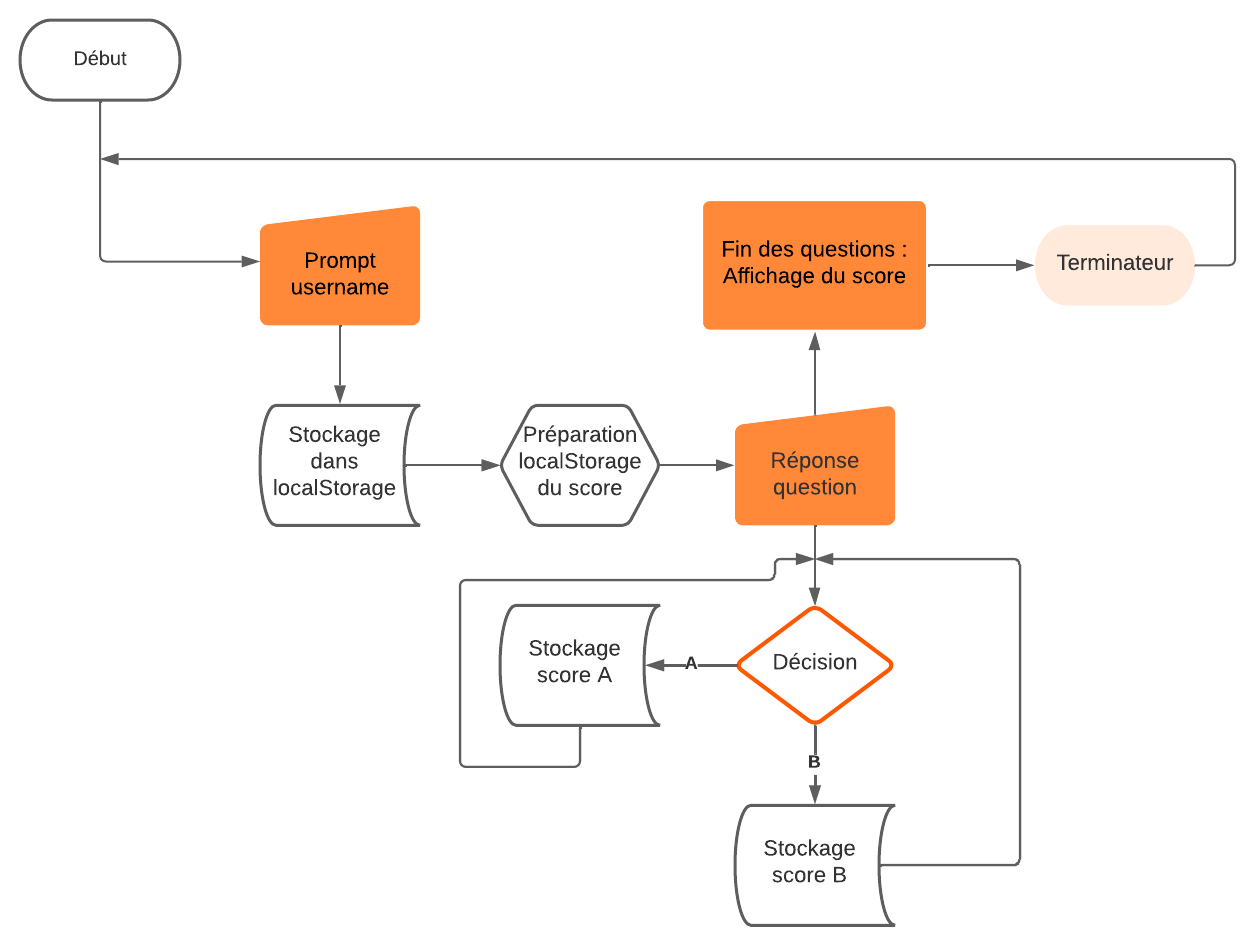 Début
Prompt
username
Fin des questions :
Affichage du score
Terminateur
Stockage
dans
localStorage
Préparation
localStorage
du score
Réponse
question
Stockage
score A
A
Décision
B
Stockage
score B